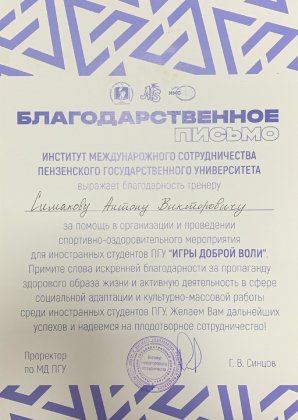 БЛАГОДАРСТВЕННОЕ
ПИСЬМО
ИНСТИТУТ МЕЖДУНАРОЖНОГО СОТРУДНИЧЕСТВА
ПЕНЗЕНСКОГО ГОСУДАРСТВЕННОГО УНИВЕРСИТЕТА
выражает благодарность тренеру
Симакову Антону Викторовичу
за помощь в организации и проведении
спортивно-оздоровительного мероприятия
для иностранных студентов ПГУ "ИГРЫ ДОБРОЙ ВОЛИ".
Примите слова искренней благодарности за пропаганду
здорового образа жизни и активную деятельность в сфере
социальной адаптации и культурно-массовой работы
среди иностранных студентов ПГУ. Желаем Вам дальнейших
успехов и надеемся на плодотворное сотрудничество!
Проректор
по МД ПГУ
Г. В. Синцов